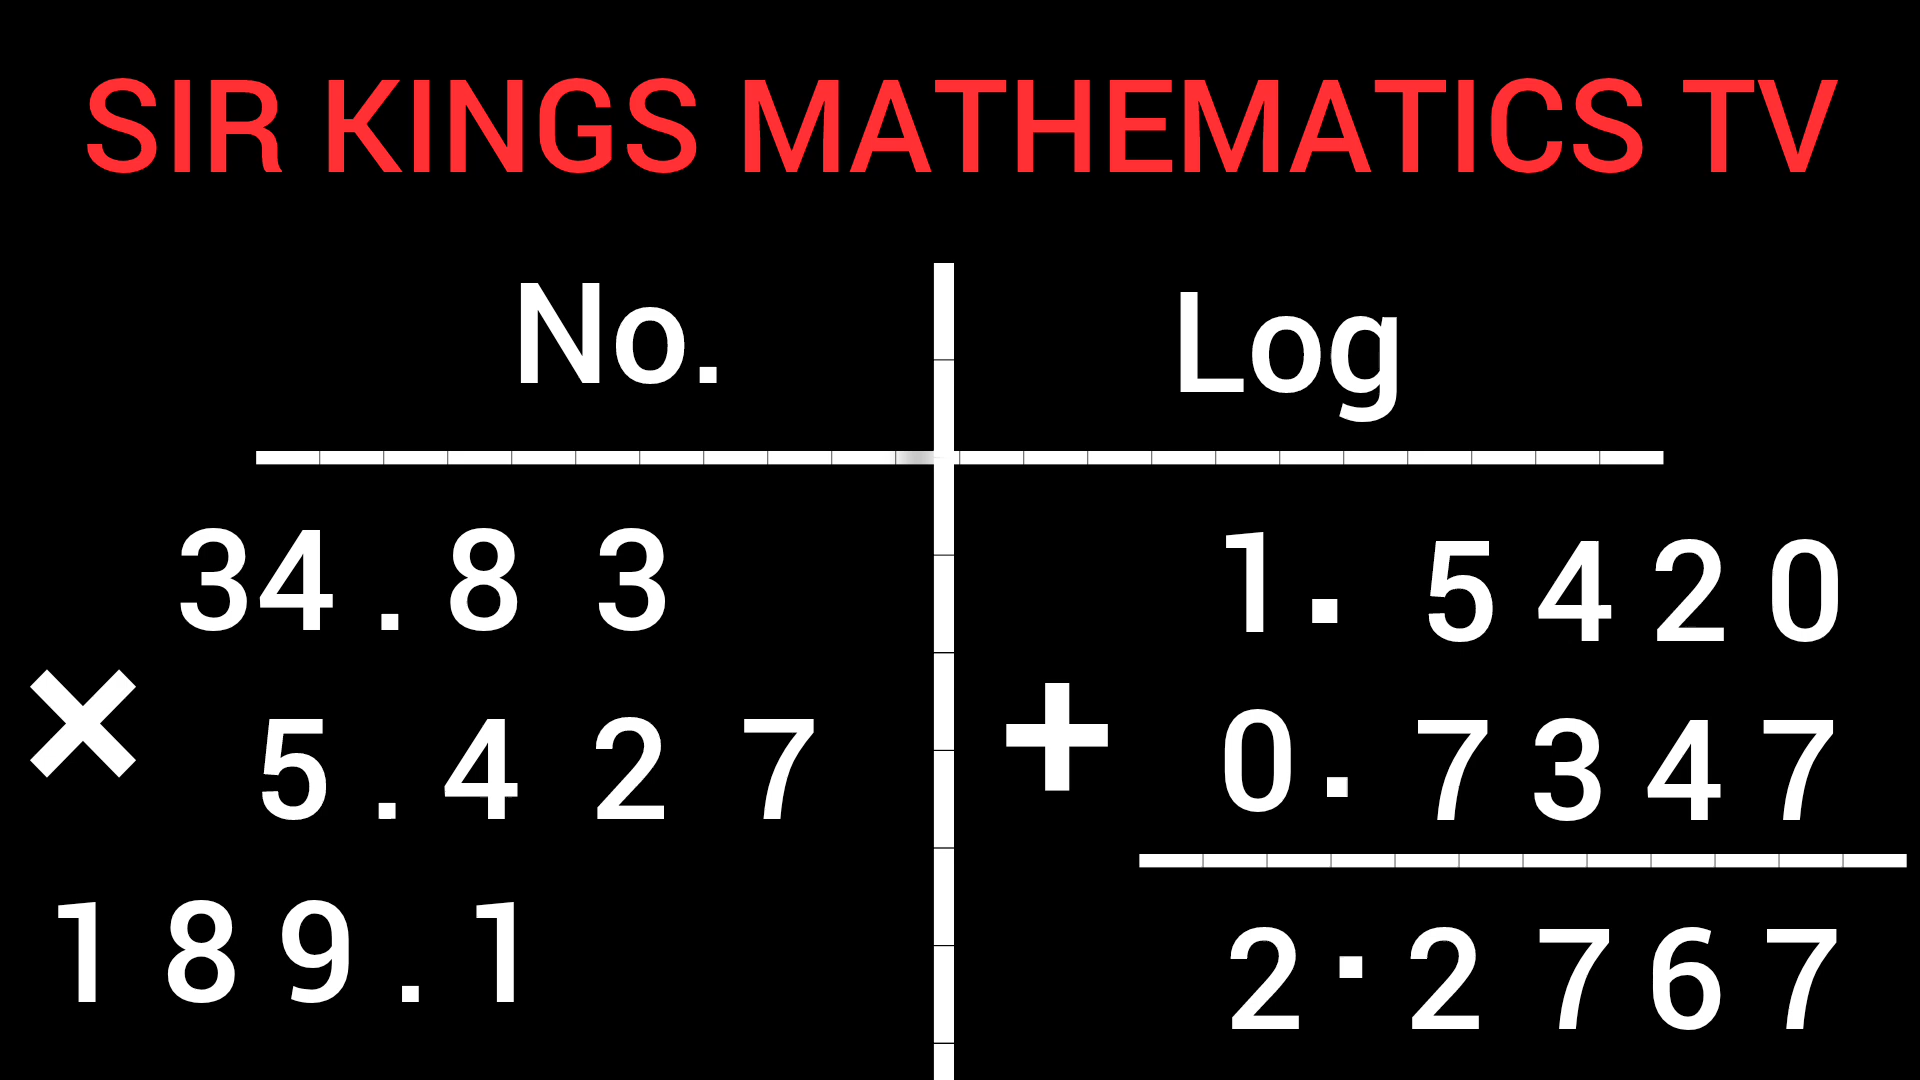 SIR KINGS MATHEMATICS TV
No. Log
34.83 1.5420
× 5.427 + 0.7347
189.1 2·2767